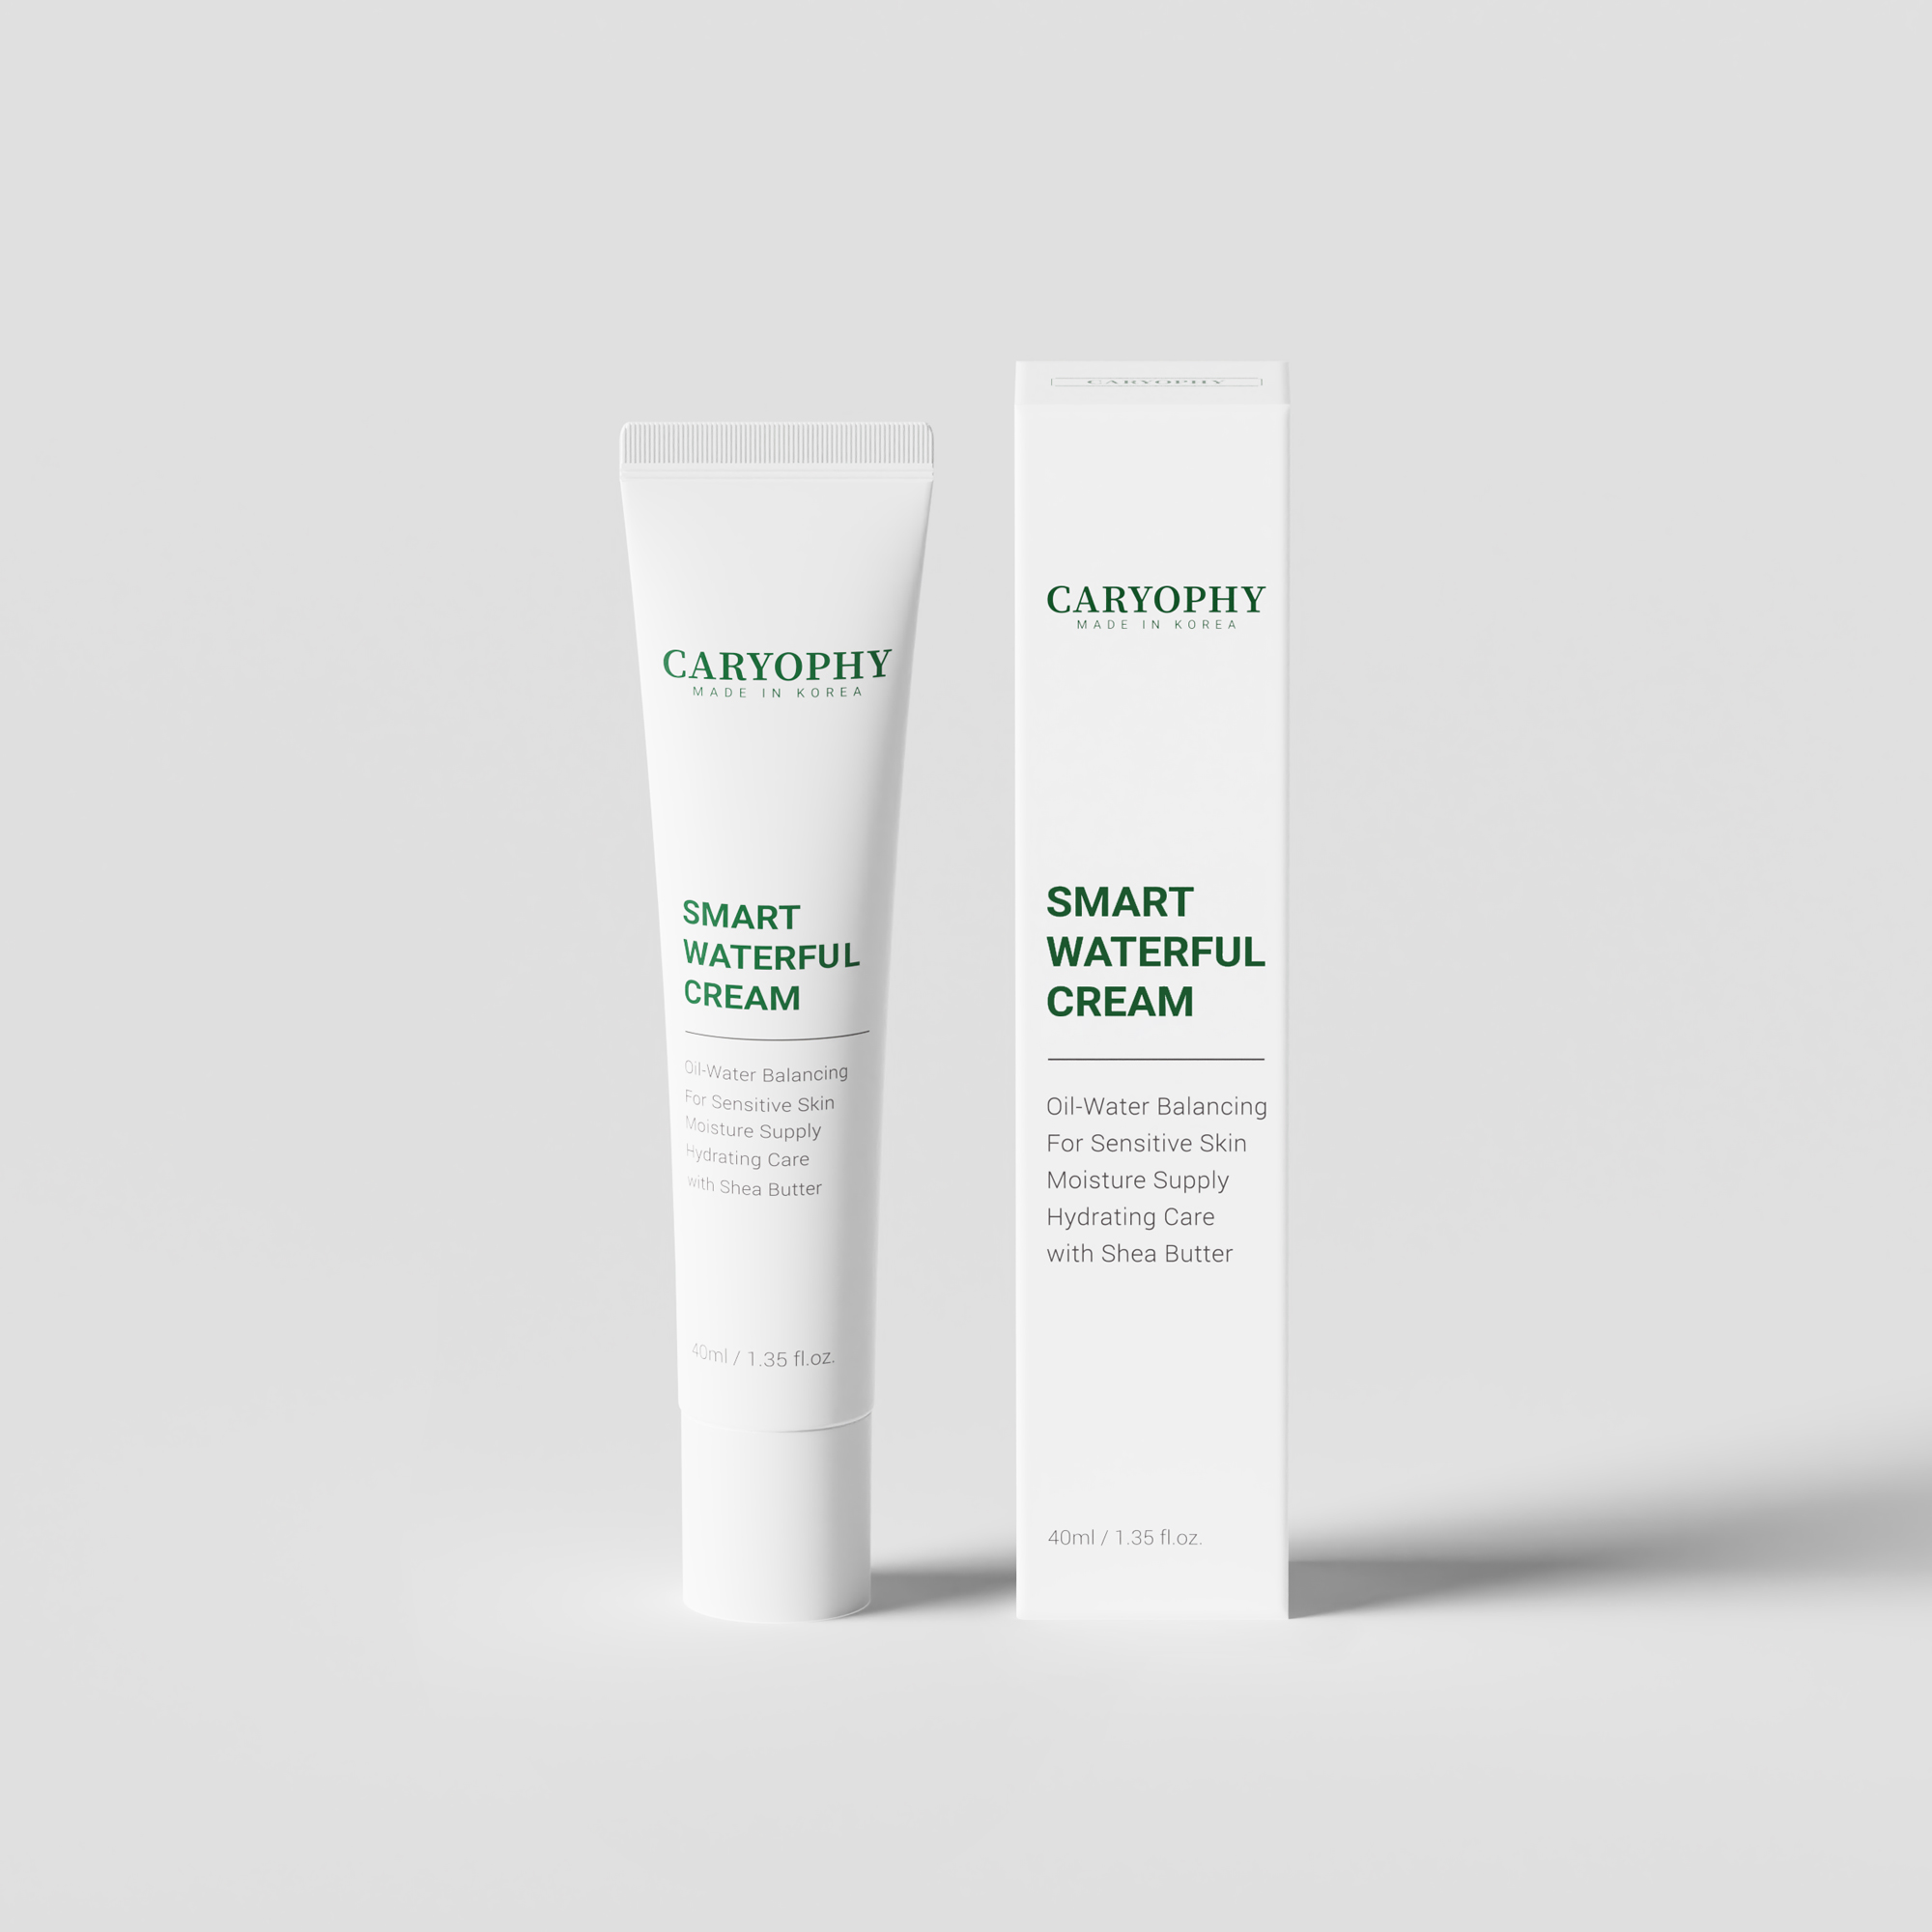 CARYOPHY
MADE IN KOREA
SMART
WATERFUL
CREAM
Oil-Water Balancing
For Sensitive Skin
Moisture Supply
Hydrating Care
with Shea Butter
40ml / 1.35 fl.oz.
CARYOPHY
CARYOPHY
MADE IN KOREA
SMART
WATERFUL
CREAM
Oil-Water Balancing
For Sensitive Skin
Moisture Supply
Hydrating Care
with Shea Butter
40ml / 1.35 fl.oz.